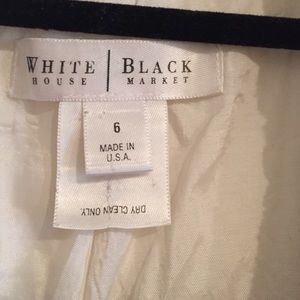 WHITE | BLACK
HOUSE | MARKET
6
MADE IN
U.S.A.
DRY CLEAN ONLY.